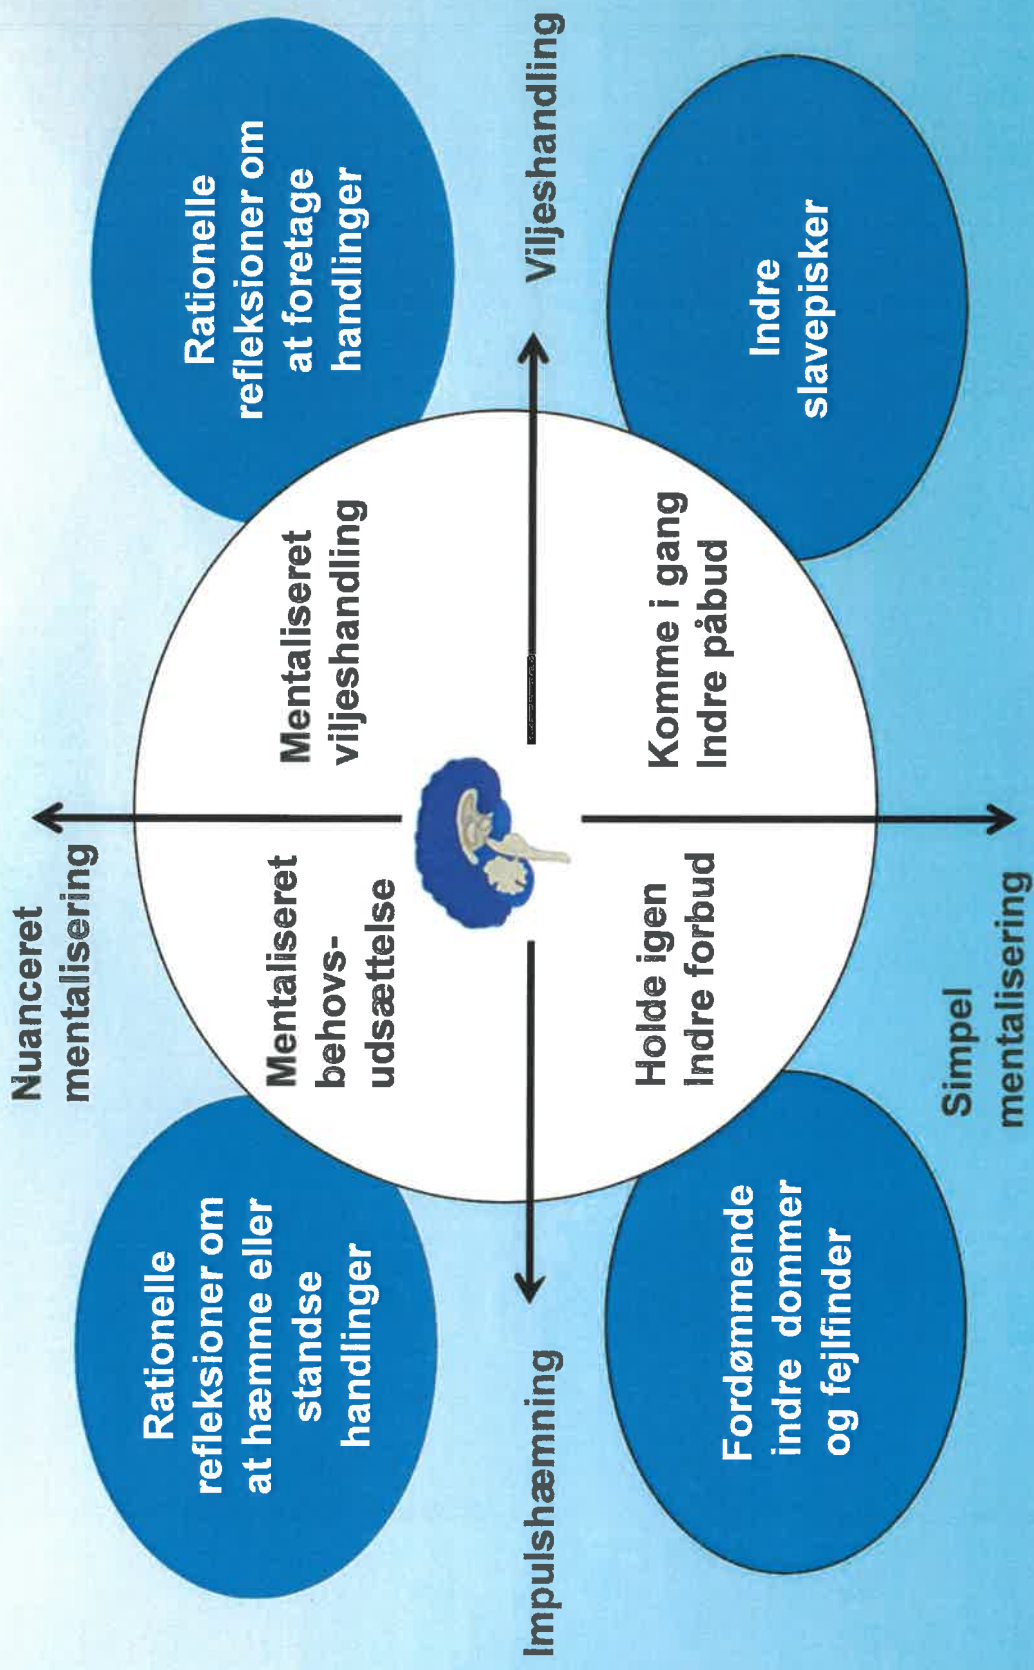 Nuanceret
mentalisering
Rationelle
refleksioner om
at hæmme eller
standse
handlinger
Rationelle
refleksioner om
at foretage
handlinger
Mentaliseret
behovs-
udsættelse
Mentaliseret
viljeshandling
Impulshæmning
Viljeshandling
Holde igen
Indre forbud
Komme i gang
Indre påbud
Fordømmende
indre dommer
og fejlfinder
Indre
slavepisker
Simpel
mentalisering